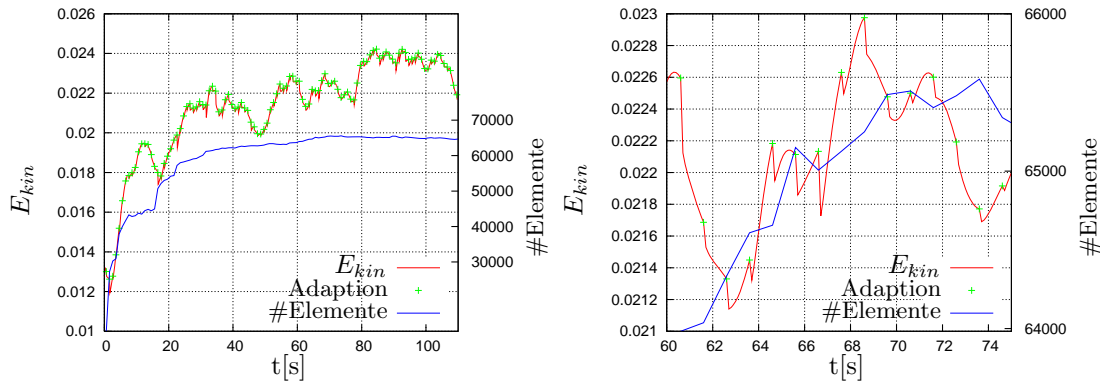 0.024
0.022
0.02
0.018
0.016
0.014
0.012
0.01
E_kin
0 20 40 60 80 100
t[s]
70000
60000
50000
40000
30000
#Elemente
E_kin
Adaption
#Elemente
0.023
0.0228
0.0226
0.0224
0.0222
0.022
0.0218
0.0216
0.0214
0.0212
0.021
E_kin
60 62 64 66 68 70 72 74
t[s]
66000
65000
64000
#Elemente
E_kin
Adaption
#Elemente